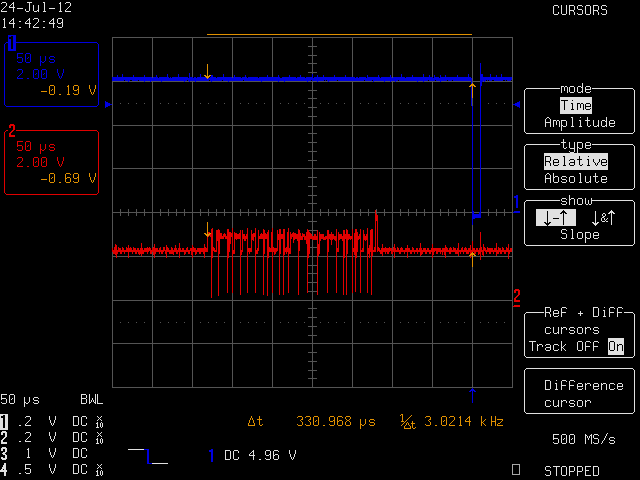 24-Jul-12
14:42:49
CURSORS
1
50 µs
2.00 V
-0.19 V
2
50 µs
2.00 V
-0.69 V
mode
Time
Amplitude
type
Relative
Absolute
show
↓-↑ ↓&↑
Slope
1
2
Ref + Diff
cursors
Track Off On
Difference
cursor
50 µs BWL
1 .2 V DC X10
2 .2 V DC X10
3 1 V DC
4 .5 V DC X10
Δt 330.968 µs 1/Δt 3.0214 kHz
1 DC 4.96 V
500 MS/s
STOPPED